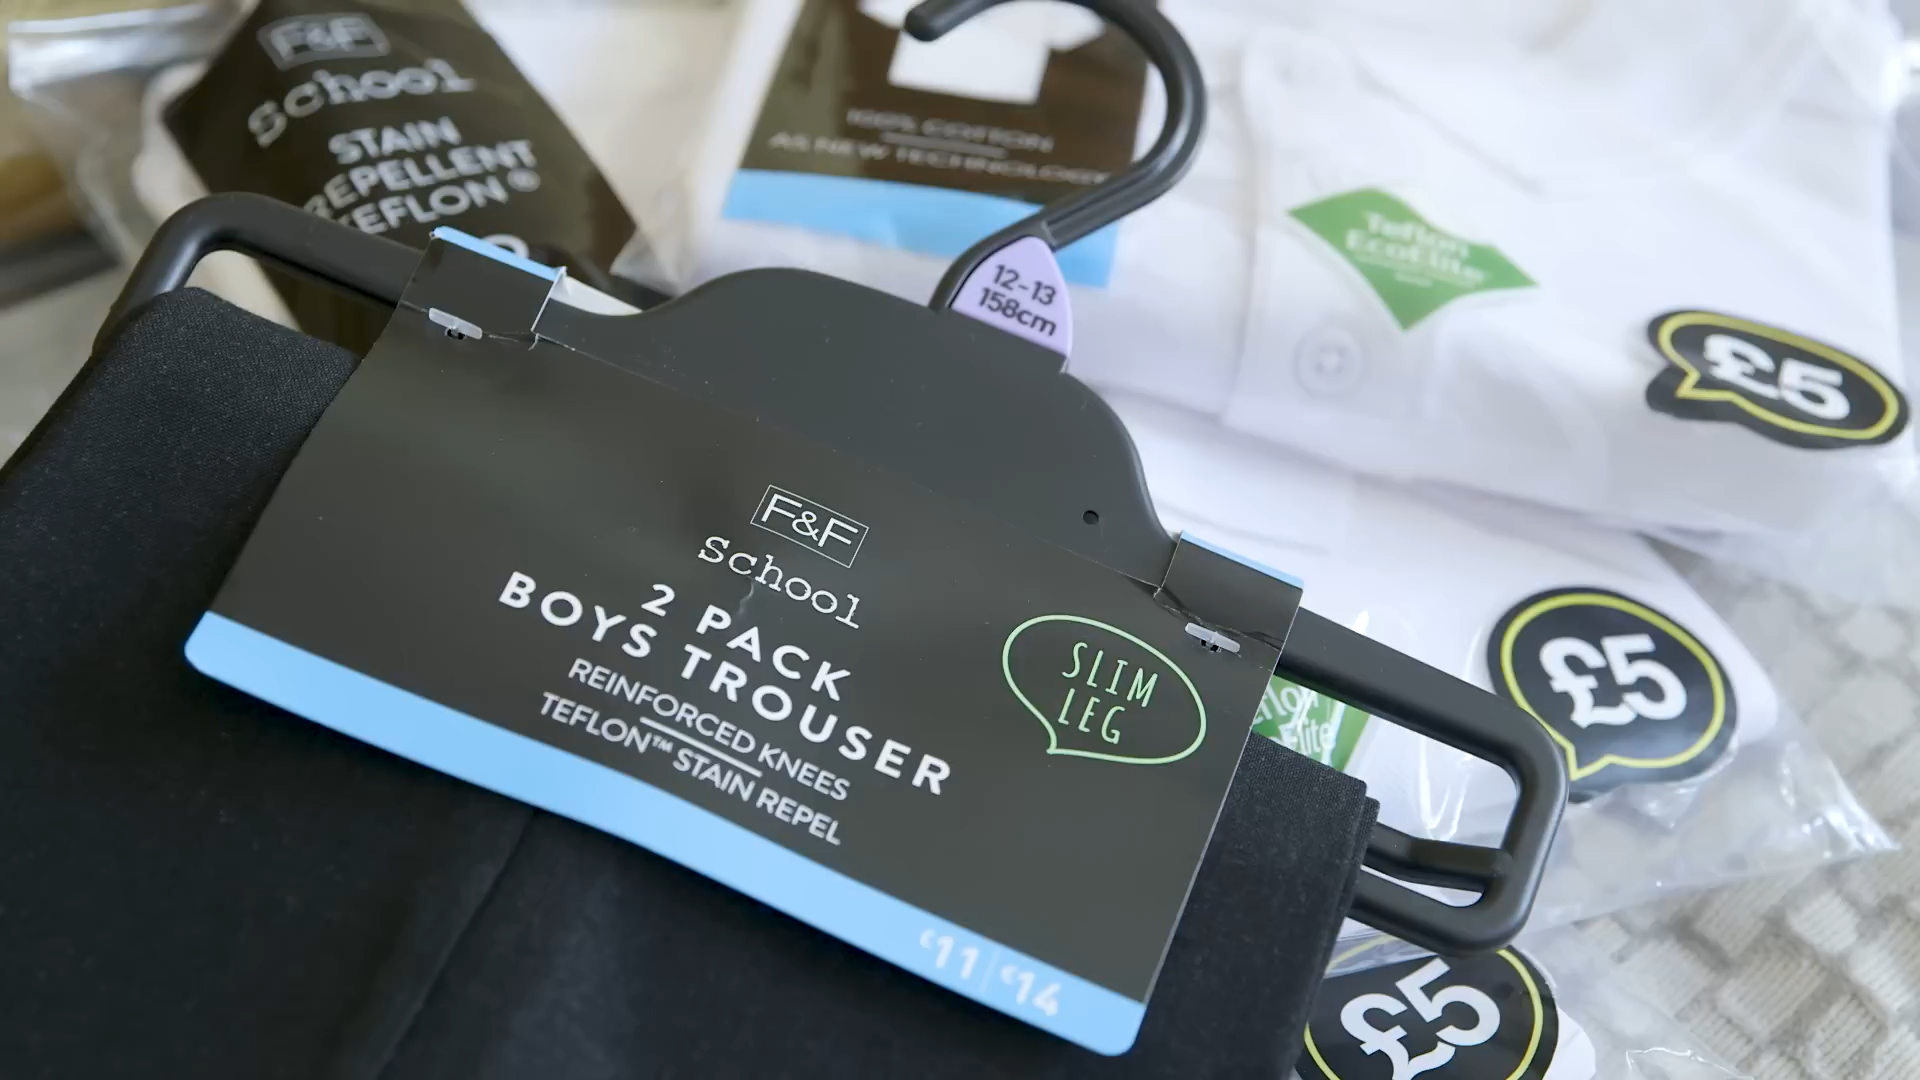 F&F
school
STAIN
REPELLENT
TEFLON®
100% COTTON
AS NEW TECHNOLOGY
12-13
158cm
Teflon
EcoElite
£5
F&F
school
2 PACK
BOYS TROUSER
REINFORCED KNEES
TEFLON™ STAIN REPEL
SLIM
LEG
£5
£11 | €14
£5